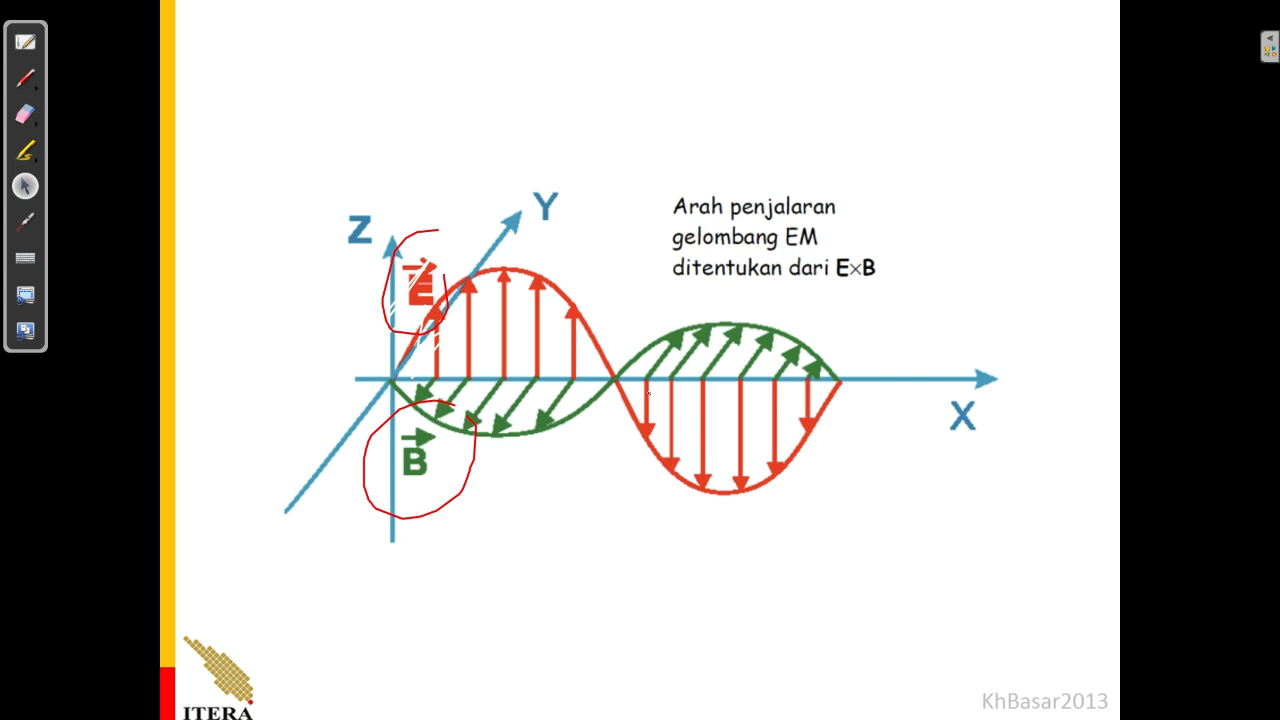 Z
Y
E
Arah penjalaran
gelombang EM
ditentukan dari E×B
B
X
ITERA
KhBasar2013